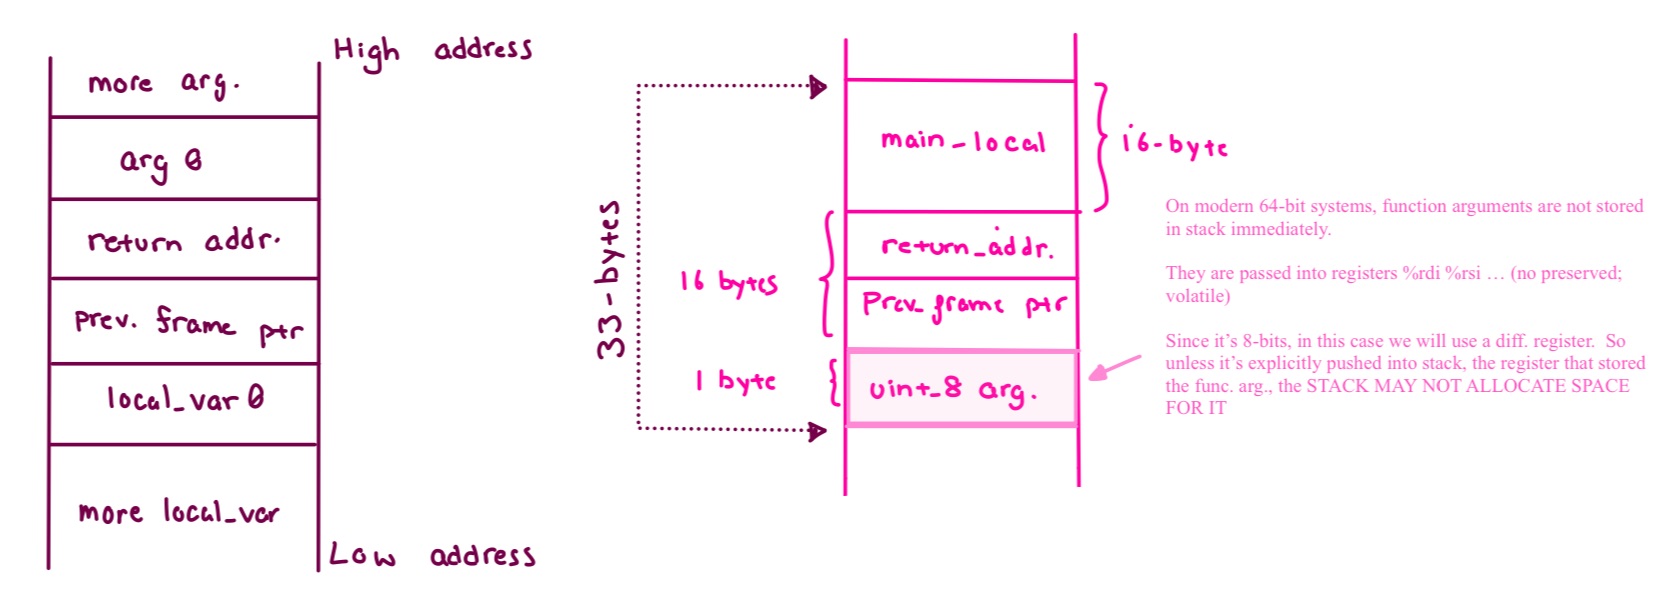 High address
more arg.
arg 0
return addr.
prev. frame ptr
local_var 0
more local_var
Low address
33-bytes
main_local
16-byte
16 bytes
return_addr.
Prev_frame ptr
1 byte
uint_8 arg.
On modern 64-bit systems, function arguments are not stored
in stack immediately.
They are passed into registers %rdi %rsi … (no preserved;
volatile)
Since it’s 8-bits, in this case we will use a diff. register. So
unless it’s explicitly pushed into stack, the register that stored
the func. arg., the STACK MAY NOT ALLOCATE SPACE
FOR IT